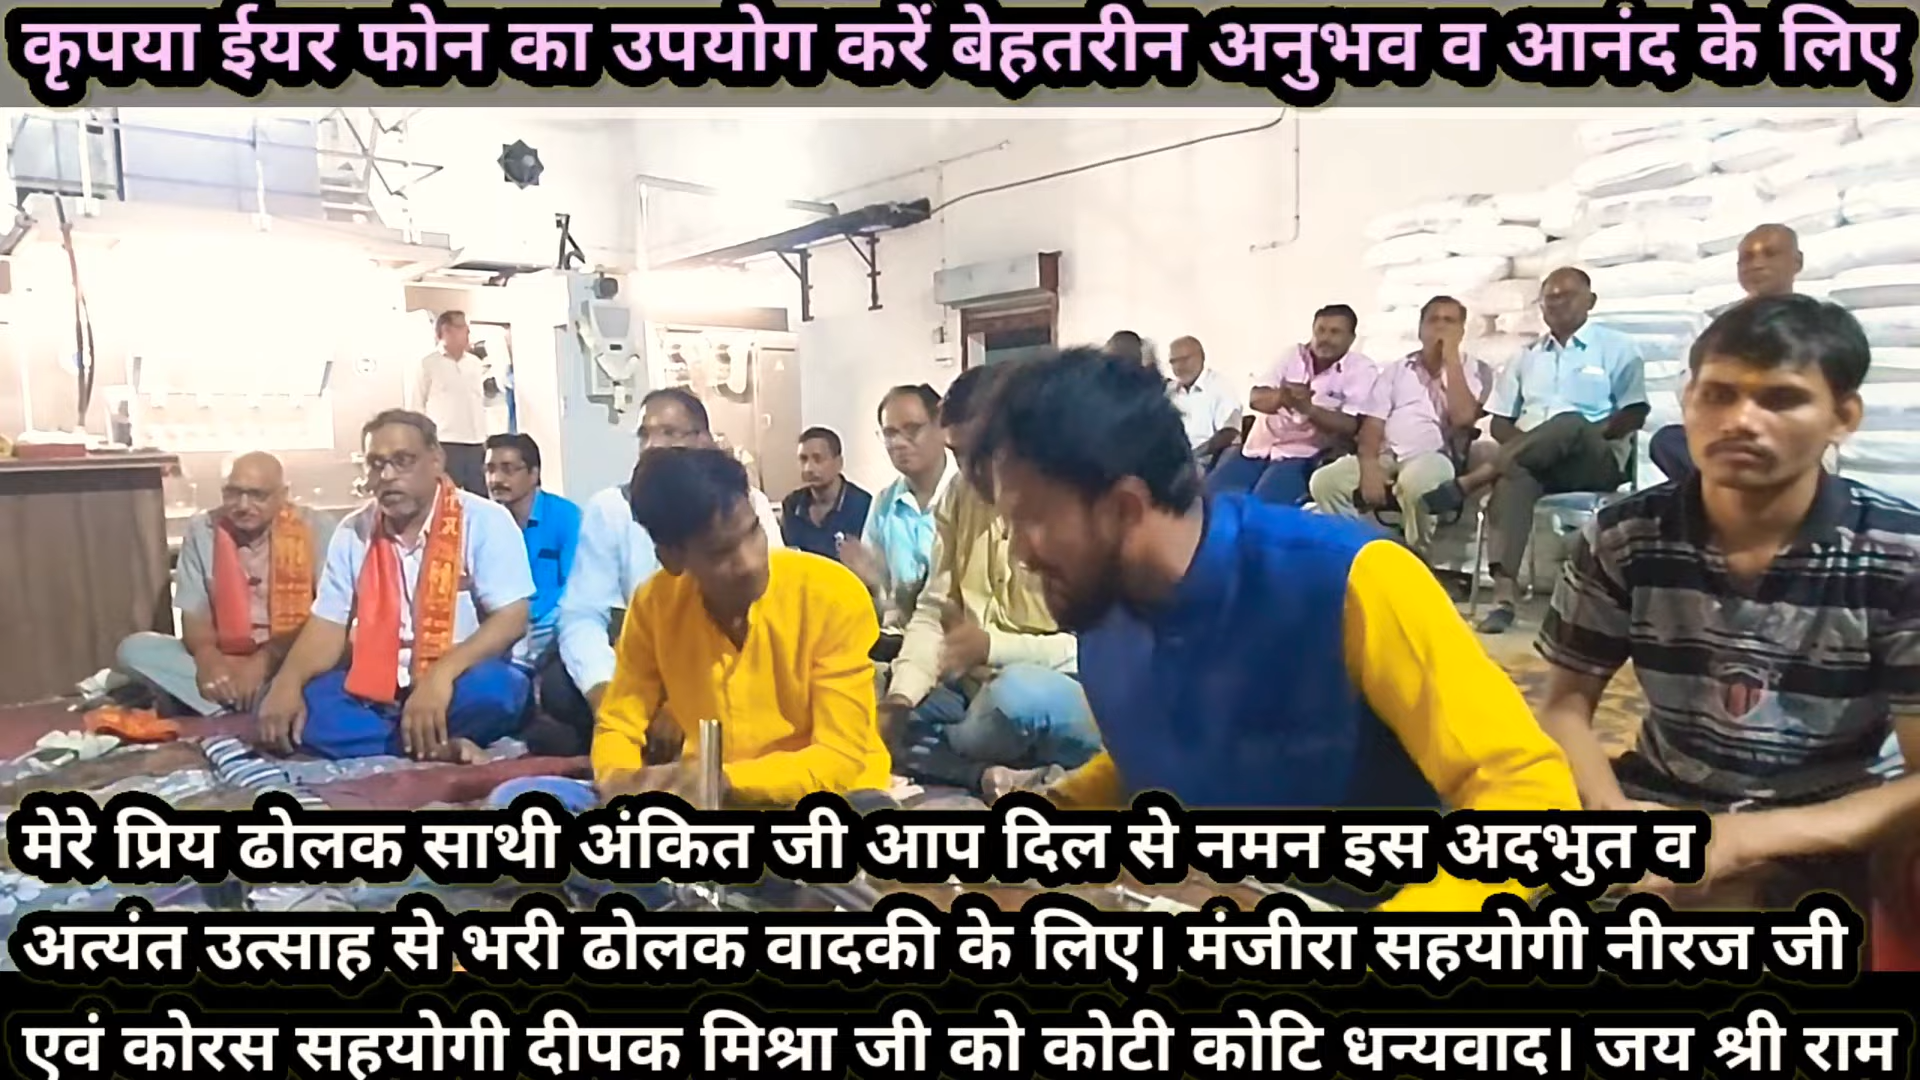 कृपया ईयर फोन का उपयोग करें बेहतरीन अनुभव व आनंद के लिए
मेरे प्रिय ढोलक साथी अंकित जी आप दिल से नमन इस अदभुत व
अत्यंत उत्साह से भरी ढोलक वादकी के लिए। मंजीरा सहयोगी नीरज जी
एवं कोरस सहयोगी दीपक मिश्रा जी को कोटी कोटि धन्यवाद। जय श्री राम